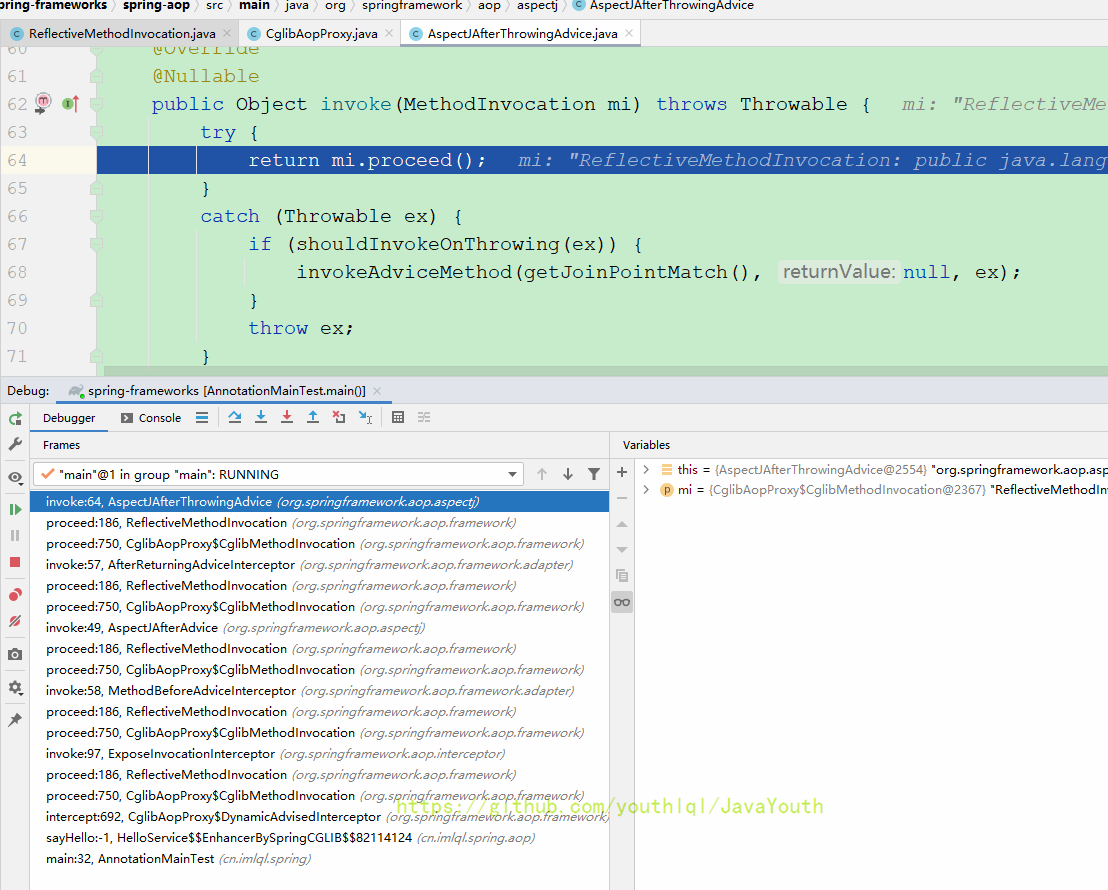 pring-frameworks › spring-aop › src › main › java › org › springframework › aop › aspectj › AspectJAfterThrowingAdvice
ReflectiveMethodInvocation.java × CglibAopProxy.java × AspectJAfterThrowingAdvice.java ×
60 @Override
61 @Nullable
62 public Object invoke(MethodInvocation mi) throws Throwable { mi: "ReflectiveMe
63 try {
64 return mi.proceed(); mi: "ReflectiveMethodInvocation: public java.lang
65 }
66 catch (Throwable ex) {
67 if (shouldInvokeOnThrowing(ex)) {
68 invokeAdviceMethod(getJoinPointMatch(), returnValue: null, ex);
69 }
70 throw ex;
71 }
Debug: spring-frameworks [AnnotationMainTest.main()] ×
Debugger Console
Frames Variables
"main"@1 in group "main": RUNNING
this = {AspectJAfterThrowingAdvice@2554} "org.springframework.aop.asp
mi = {CglibAopProxy$CglibMethodInvocation@2367} "ReflectiveMethodIn
invoke:64, AspectJAfterThrowingAdvice (org.springframework.aop.aspectj)
proceed:186, ReflectiveMethodInvocation (org.springframework.aop.framework)
proceed:750, CglibAopProxy$CglibMethodInvocation (org.springframework.aop.framework)
invoke:57, AfterReturningAdviceInterceptor (org.springframework.aop.framework.adapter)
proceed:186, ReflectiveMethodInvocation (org.springframework.aop.framework)
proceed:750, CglibAopProxy$CglibMethodInvocation (org.springframework.aop.framework)
invoke:49, AspectJAfterAdvice (org.springframework.aop.aspectj)
proceed:186, ReflectiveMethodInvocation (org.springframework.aop.framework)
proceed:750, CglibAopProxy$CglibMethodInvocation (org.springframework.aop.framework)
invoke:58, MethodBeforeAdviceInterceptor (org.springframework.aop.framework.adapter)
proceed:186, ReflectiveMethodInvocation (org.springframework.aop.framework)
proceed:750, CglibAopProxy$CglibMethodInvocation (org.springframework.aop.framework)
invoke:97, ExposeInvocationInterceptor (org.springframework.aop.interceptor)
proceed:186, ReflectiveMethodInvocation (org.springframework.aop.framework)
proceed:750, CglibAopProxy$CglibMethodInvocation (org.springframework.aop.framework)
https://github.com/youthlql/JavaYouth
intercept:692, CglibAopProxy$DynamicAdvisedInterceptor (org.springframework.aop.framework)
sayHello:-1, HelloService$$EnhancerBySpringCGLIB$$82114124 (cn.imlql.spring.aop)
main:32, AnnotationMainTest (cn.imlql.spring)